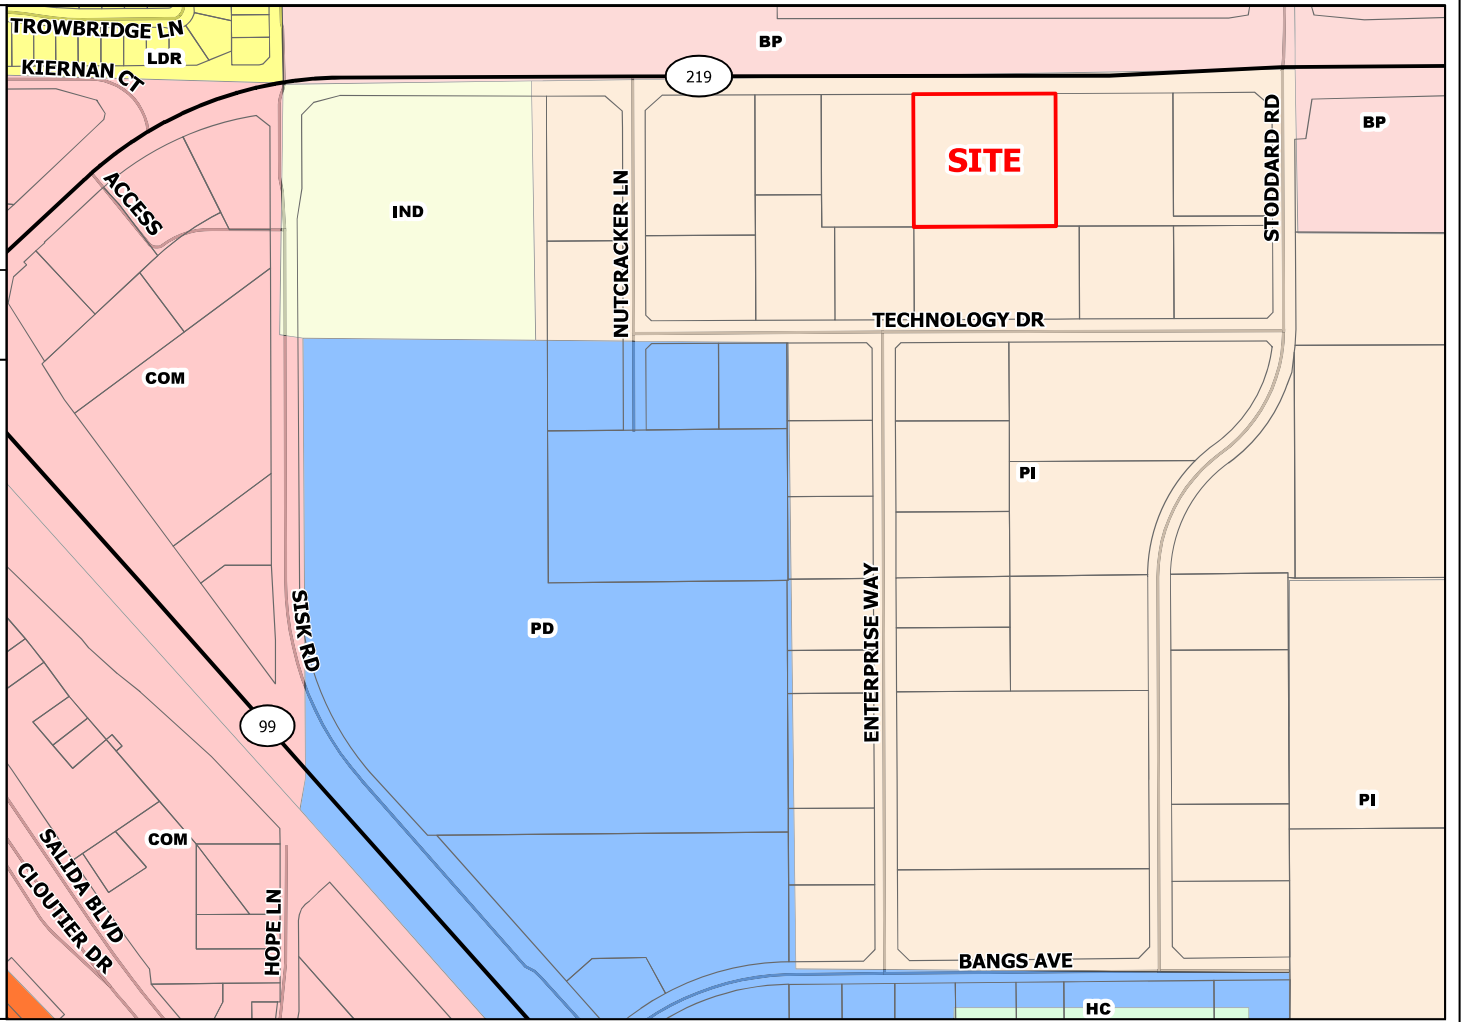 TROWBRIDGE LN
LDR
KIERNAN CT
BP
219
BP
SITE
STODDARD RD
ACCESS
IND
NUTCRACKER LN
TECHNOLOGY DR
COM
PI
SISK RD
PD
ENTERPRISE WAY
99
PI
COM
SALIDA BLVD
CLOUTIER DR
HOPE LN
BANGS AVE
HC